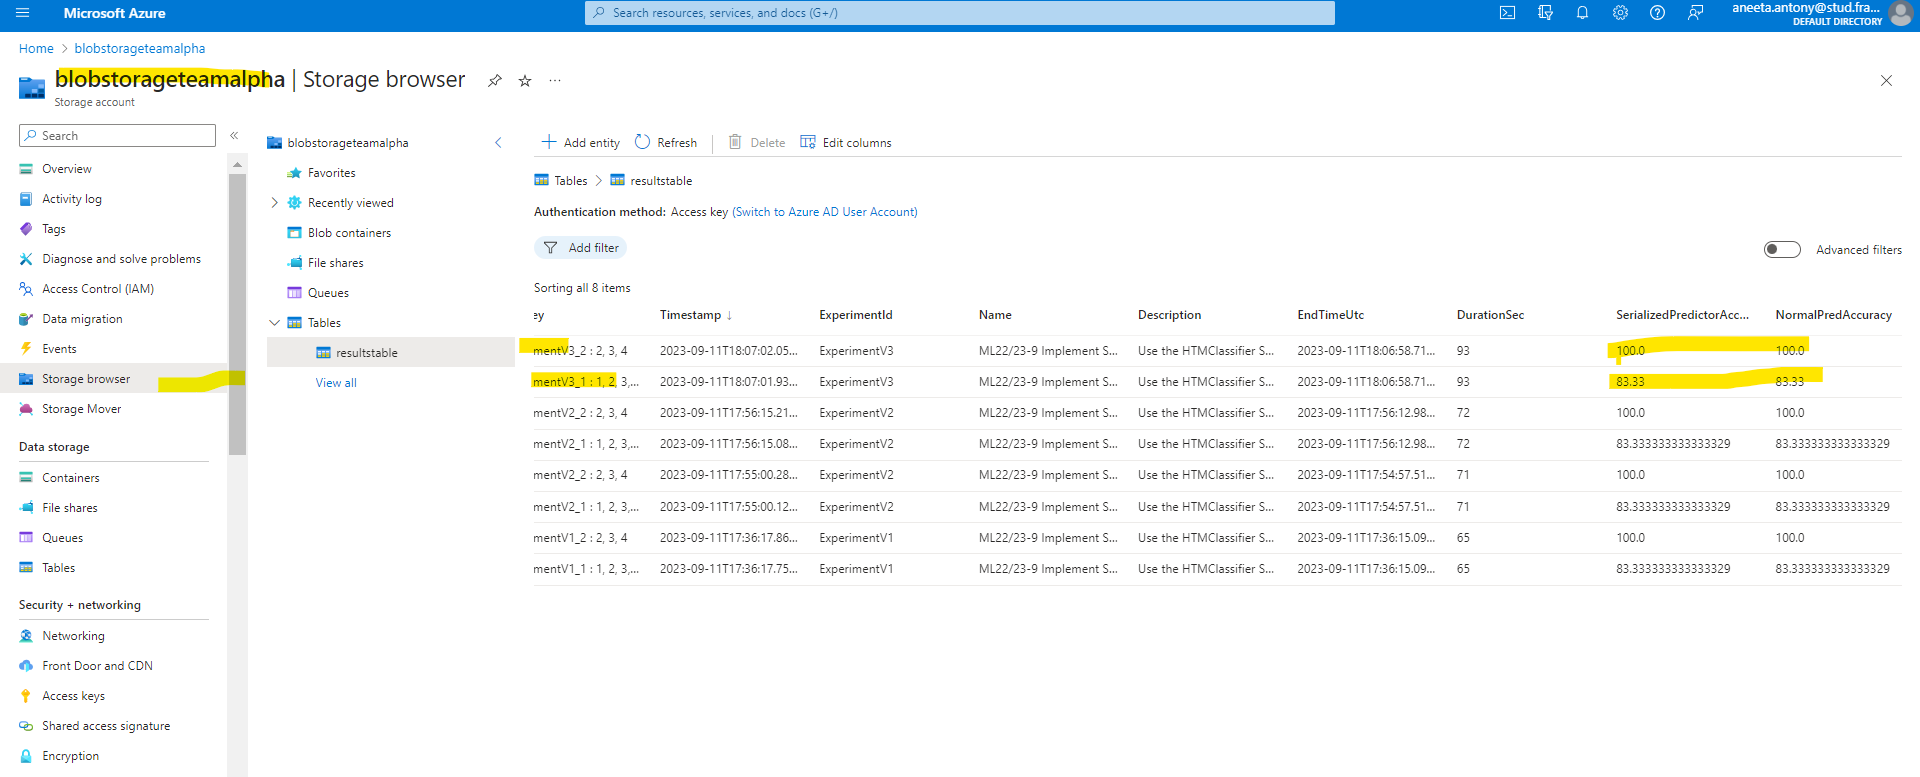 Microsoft Azure
Search resources, services, and docs (G+/)
aneeta.antony@stud.fra...
DEFAULT DIRECTORY
Home > blobstorageteamalpha
blobstorageteamalpha | Storage browser
Storage account
Search
Overview
Activity log
Tags
Diagnose and solve problems
Access Control (IAM)
Data migration
Events
Storage browser
Storage Mover
Data storage
Containers
File shares
Queues
Tables
Security + networking
Networking
Front Door and CDN
Access keys
Shared access signature
Encryption
blobstorageteamalpha
Favorites
Recently viewed
Blob containers
File shares
Queues
Tables
resultstable
View all
Add entity Refresh Delete Edit columns
Tables > resultstable
Authentication method: Access key (Switch to Azure AD User Account)
Add filter
Advanced filters
Sorting all 8 items
ey Timestamp ↓ ExperimentId Name Description EndTimeUtc DurationSec SerializedPredictorAcc... NormalPredAccuracy
mentV3_2 : 2, 3, 4 2023-09-11T18:07:02.05... ExperimentV3 ML22/23-9 Implement S... Use the HTMClassifier S... 2023-09-11T18:06:58.71... 93 100.0 100.0
mentV3_1 : 1, 2, 3,... 2023-09-11T18:07:01.93... ExperimentV3 ML22/23-9 Implement S... Use the HTMClassifier S... 2023-09-11T18:06:58.71... 93 83.33 83.33
mentV2_2 : 2, 3, 4 2023-09-11T17:56:15.21... ExperimentV2 ML22/23-9 Implement S... Use the HTMClassifier S... 2023-09-11T17:56:12.98... 72 100.0 100.0
mentV2_1 : 1, 2, 3,... 2023-09-11T17:56:15.08... ExperimentV2 ML22/23-9 Implement S... Use the HTMClassifier S... 2023-09-11T17:56:12.98... 72 83.333333333333329 83.333333333333329
mentV2_2 : 2, 3, 4 2023-09-11T17:55:00.28... ExperimentV2 ML22/23-9 Implement S... Use the HTMClassifier S... 2023-09-11T17:54:57.51... 71 100.0 100.0
mentV2_1 : 1, 2, 3,... 2023-09-11T17:55:00.12... ExperimentV2 ML22/23-9 Implement S... Use the HTMClassifier S... 2023-09-11T17:54:57.51... 71 83.333333333333329 83.333333333333329
mentV1_2 : 2, 3, 4 2023-09-11T17:36:17.86... ExperimentV1 ML22/23-9 Implement S... Use the HTMClassifier S... 2023-09-11T17:36:15.09... 65 100.0 100.0
mentV1_1 : 1, 2, 3,... 2023-09-11T17:36:17.75... ExperimentV1 ML22/23-9 Implement S... Use the HTMClassifier S... 2023-09-11T17:36:15.09... 65 83.333333333333329 83.333333333333329